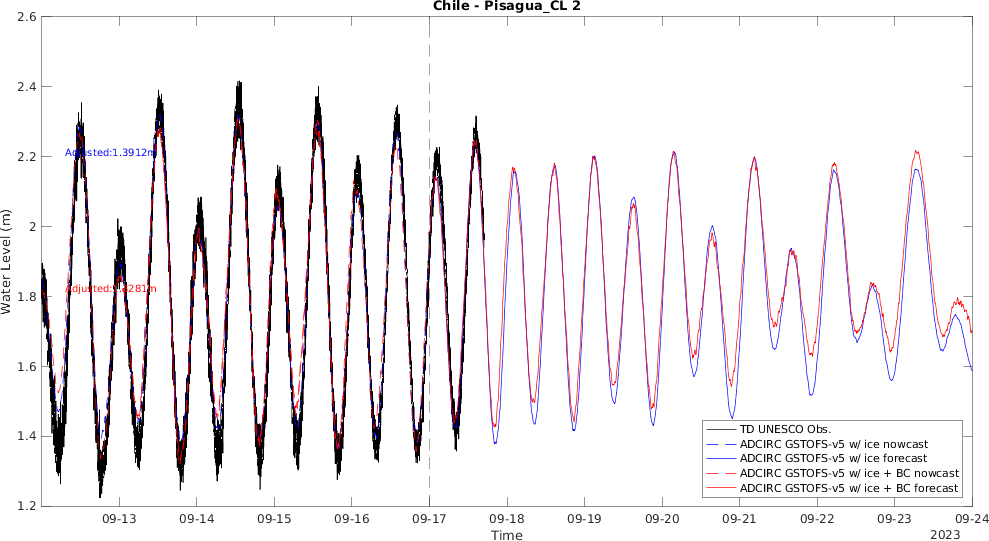 Chile - Pisagua_CL 2
2.6
2.4
2.2
2
1.8
1.6
1.4
1.2
Water Level (m)
Adjusted:1.3912m
TD UNESCO Obs.
ADCIRC GSTOFS-v5 w/ ice nowcast
ADCIRC GSTOFS-v5 w/ ice forecast
ADCIRC GSTOFS-v5 w/ ice + BC nowcast
ADCIRC GSTOFS-v5 w/ ice + BC forecast
09-13 09-14 09-15 09-16 09-17 09-18 09-19 09-20 09-21 09-22 09-23 09-24
Time
2023